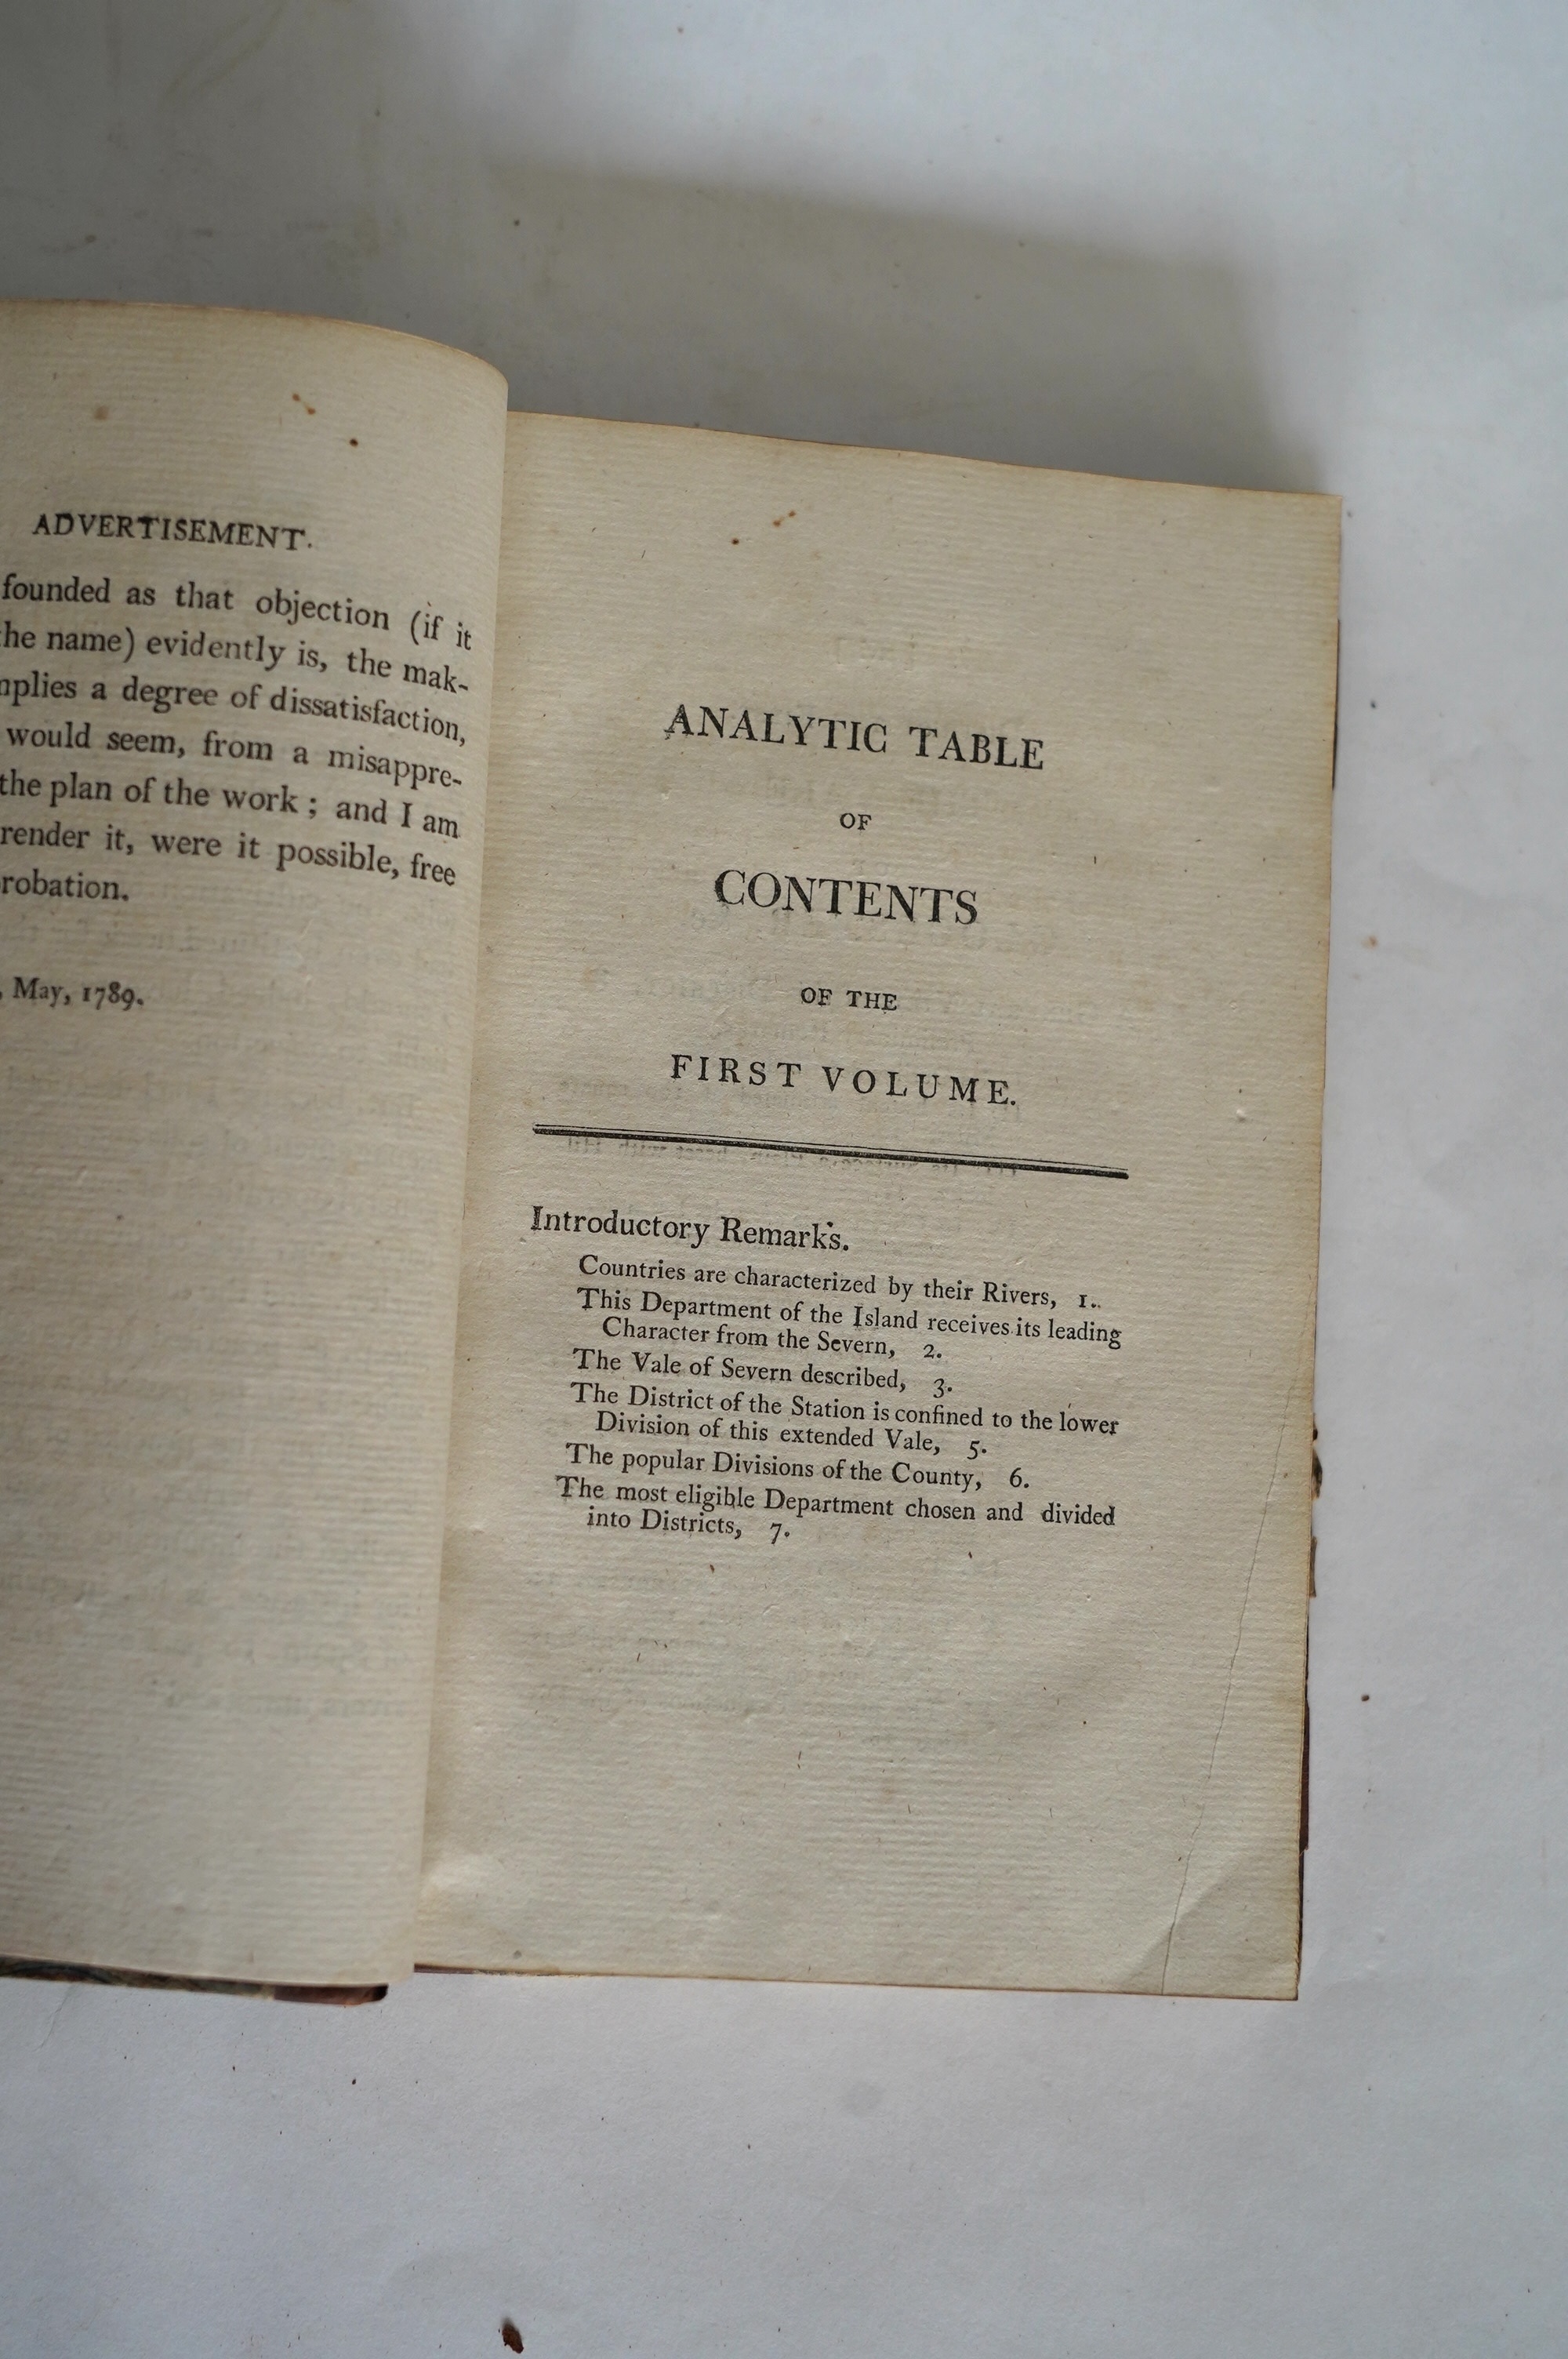 ADVERTISEMENT.
founded as that objection (if it
the name) evidently is, the mak-
mplies a degree of dissatisfaction,
would seem, from a misappre-
the plan of the work; and I am
render it, were it possible, free
robation.
, May, 1789.
ANALYTIC TABLE
OF
CONTENTS
OF THE
FIRST VOLUME.
Introductory Remarks.
Countries are characterized by their Rivers, 1.
This Department of the Island receives its leading
Character from the Severn, 2.
The Vale of Severn described, 3.
The District of the Station is confined to the lower
Division of this extended Vale, 5.
The popular Divisions of the County, 6.
The most eligible Department chosen and divided
into Districts, 7.